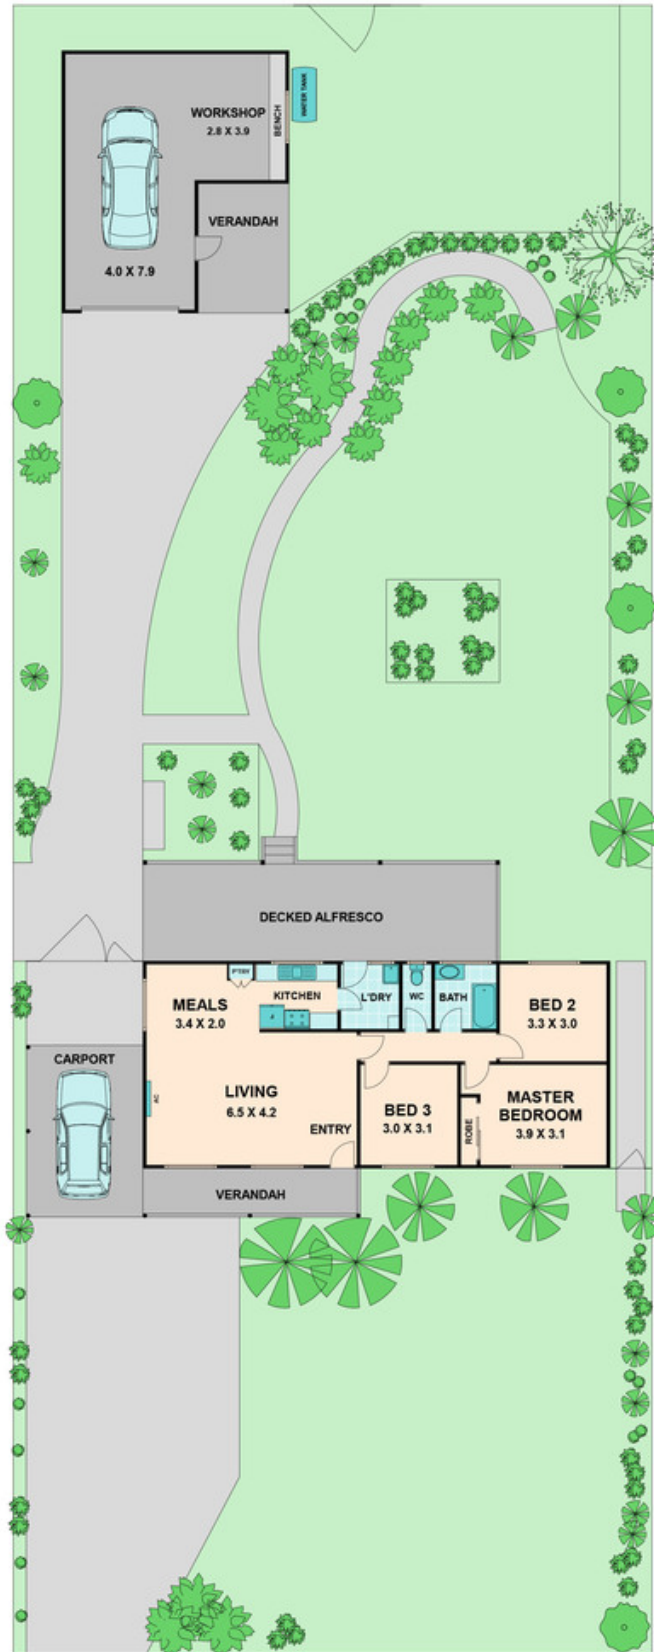 WORKSHOP
2.8 X 3.9
BENCH
WATER TANK
VERANDAH
4.0 X 7.9
DECKED ALFRESCO
P'TRY
MEALS
3.4 X 2.0
KITCHEN
L'DRY
WC
BATH
BED 2
3.3 X 3.0
CARPORT
AC
LIVING
6.5 X 4.2
ENTRY
BED 3
3.0 X 3.1
ROBE
MASTER
BEDROOM
3.9 X 3.1
VERANDAH